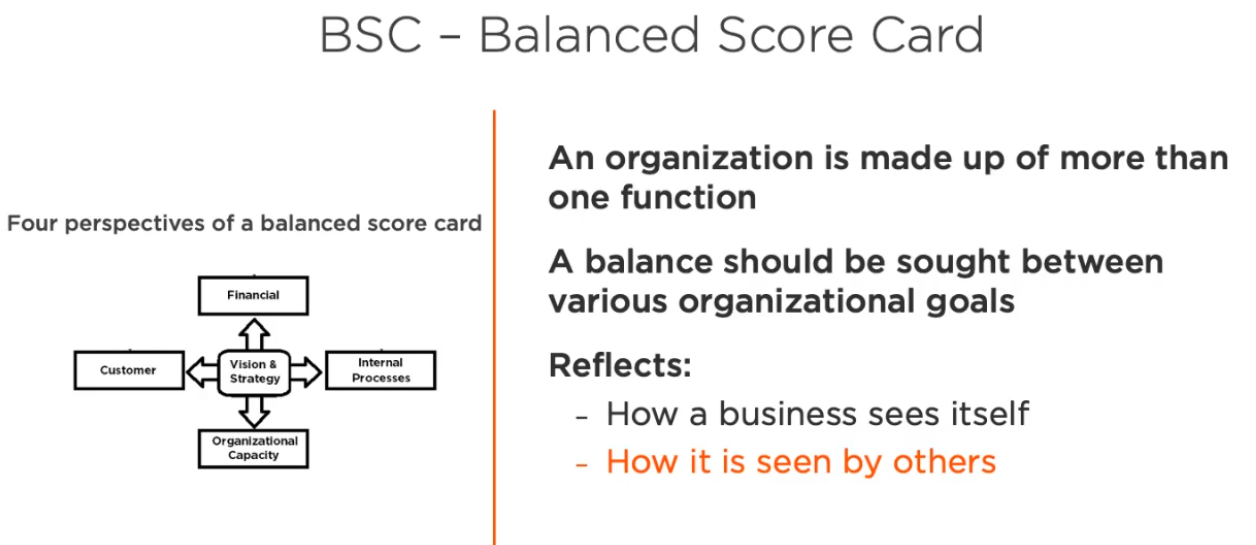 BSC – Balanced Score Card
Four perspectives of a balanced score card
Financial
Customer
Vision &
Strategy
Internal
Processes
Organizational
Capacity
An organization is made up of more than
one function
A balance should be sought between
various organizational goals
Reflects:
- How a business sees itself
- How it is seen by others